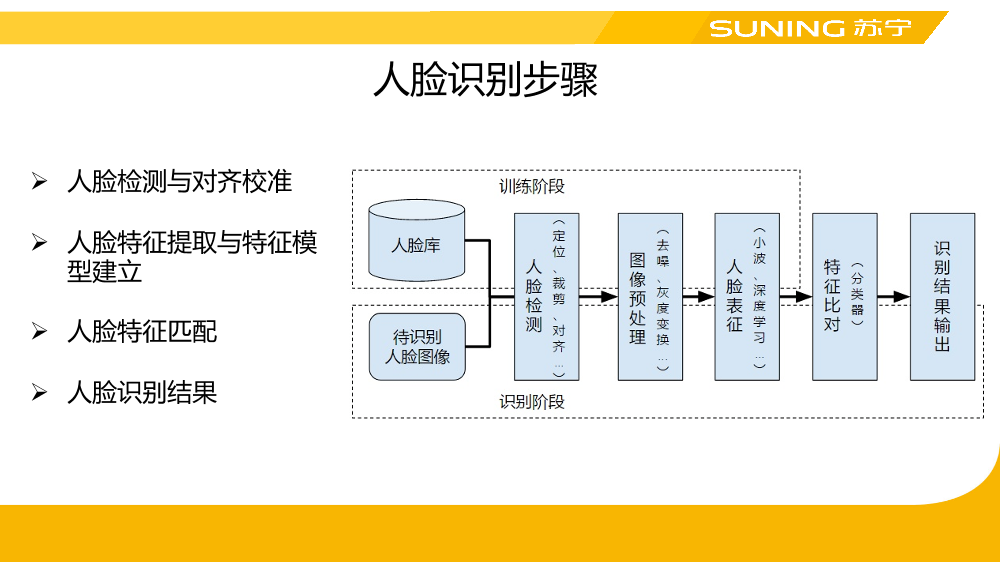 SUNING 苏宁
人脸识别步骤
人脸检测与对齐校准
人脸特征提取与特征模
型建立
人脸特征匹配
人脸识别结果
训练阶段
人脸库
待识别
人脸图像
人脸检测
（定位、裁剪、对齐…）
图像预处理
（去噪、灰度变换…）
人脸表征
（小波、深度学习…）
特征比对
（分类器）
识别结果输出
识别阶段